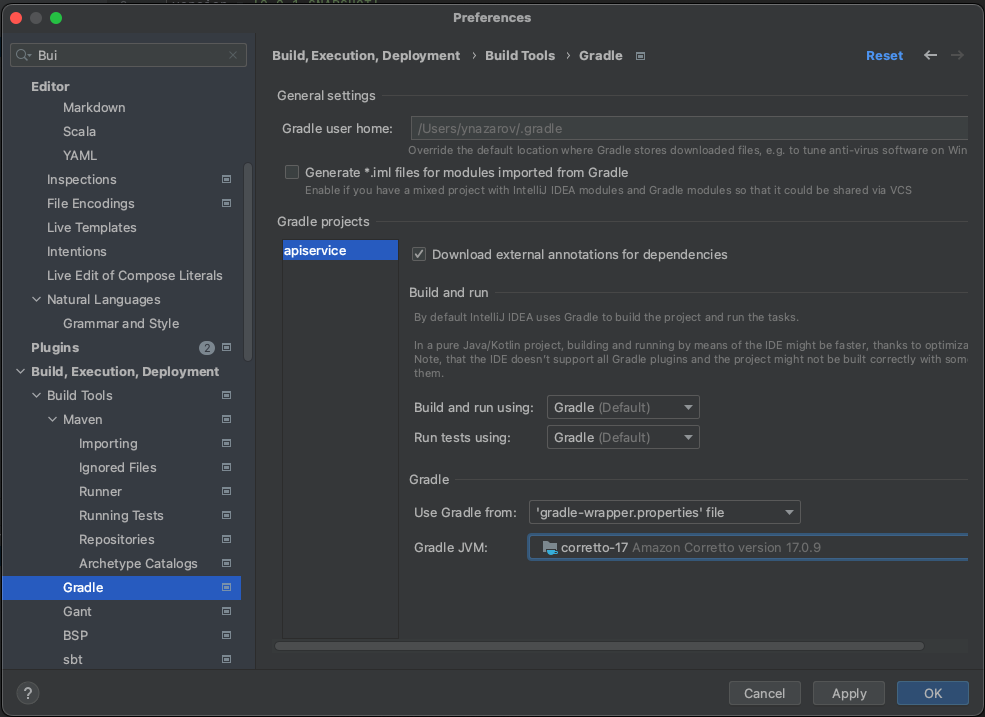 Preferences
Bui
Editor
Markdown
Scala
YAML
Inspections
File Encodings
Live Templates
Intentions
Live Edit of Compose Literals
Natural Languages
Grammar and Style
Plugins
2
Build, Execution, Deployment
Build Tools
Maven
Importing
Ignored Files
Runner
Running Tests
Repositories
Archetype Catalogs
Gradle
Gant
BSP
sbt
Build, Execution, Deployment › Build Tools › Gradle
Reset
General settings
Gradle user home:
/Users/ynazarov/.gradle
Override the default location where Gradle stores downloaded files, e.g. to tune anti-virus software on Win
Generate *.iml files for modules imported from Gradle
Enable if you have a mixed project with IntelliJ IDEA modules and Gradle modules so that it could be shared via VCS
Gradle projects
apiservice
Download external annotations for dependencies
Build and run
By default IntelliJ IDEA uses Gradle to build the project and run the tasks.
In a pure Java/Kotlin project, building and running by means of the IDE might be faster, thanks to optimiza
Note, that the IDE doesn't support all Gradle plugins and the project might not be built correctly with som
them.
Build and run using: Gradle (Default)
Run tests using: Gradle (Default)
Gradle
Use Gradle from: 'gradle-wrapper.properties' file
Gradle JVM: corretto-17 Amazon Corretto version 17.0.9
?
Cancel
Apply
OK